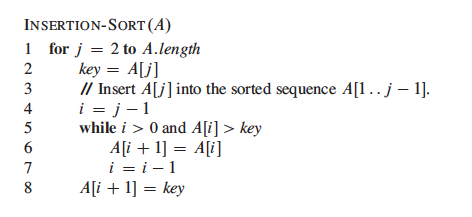 INSERTION-SORT(A)
1 for j = 2 to A.length
2 key = A[j]
3 // Insert A[j] into the sorted sequence A[1 . . j − 1].
4 i = j − 1
5 while i > 0 and A[i] > key
6 A[i + 1] = A[i]
7 i = i − 1
8 A[i + 1] = key